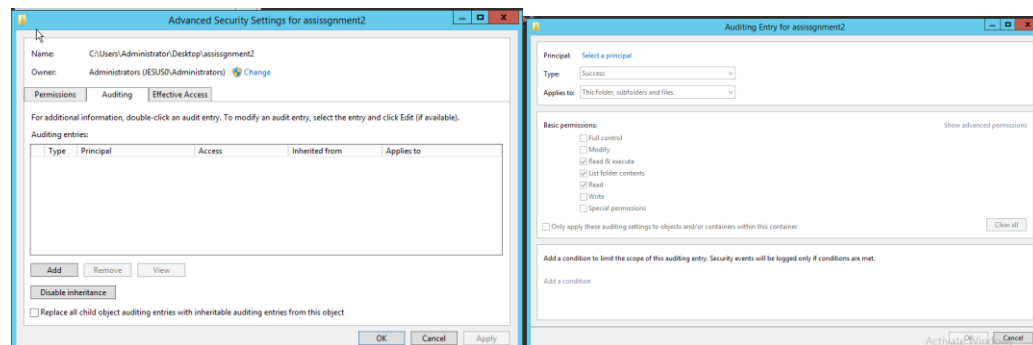 Advanced Security Settings for assissgnment2
Name: C:\Users\Administrator\Desktop\assissgnment2
Owner: Administrators (JESUS0\Administrators) Change
Permissions Auditing Effective Access
For additional information, double-click an audit entry. To modify an audit entry, select the entry and click Edit (if available).
Auditing entries:
Type Principal Access Inherited from Applies to
Add Remove View
Disable inheritance
Replace all child object auditing entries with inheritable auditing entries from this object
OK Cancel Apply
Auditing Entry for assissgnment2
Principal: Select a principal
Type: Success
Applies to: This folder, subfolders and files
Basic permissions: Show advanced permissions
Full control
Modify
Read & execute
List folder contents
Read
Write
Special permissions
Only apply these auditing settings to objects and/or containers within this container Clear all
Add a condition to limit the scope of this auditing entry. Security events will be logged only if conditions are met.
Add a condition
OK Cancel
Activate Windows